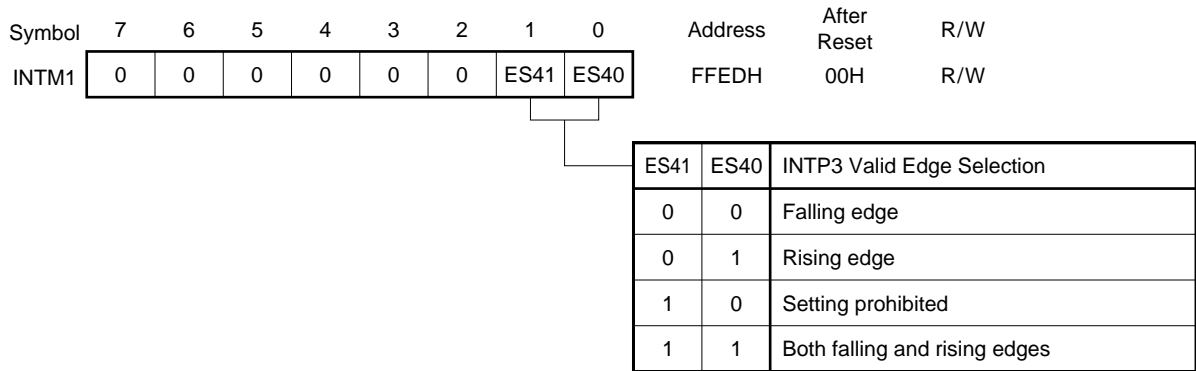 Symbol 7 6 5 4 3 2 1 0 Address After Reset R/W
INTM1 0 0 0 0 0 0 ES41 ES40 FFEDH 00H R/W
ES41 ES40 INTP3 Valid Edge Selection
0 0 Falling edge
0 1 Rising edge
1 0 Setting prohibited
1 1 Both falling and rising edges